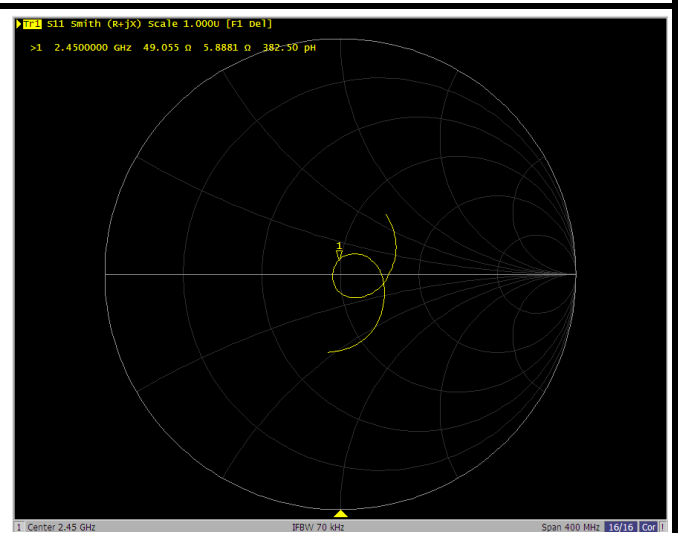 Tr1 S11 Smith (R+jX) Scale 1.000U [F1 Del]
>1 2.4500000 GHz 49.055 Ω 5.8881 Ω 382.50 pH
1
1 Center 2.45 GHz IFBW 70 kHz Span 400 MHz 16/16 Cor !